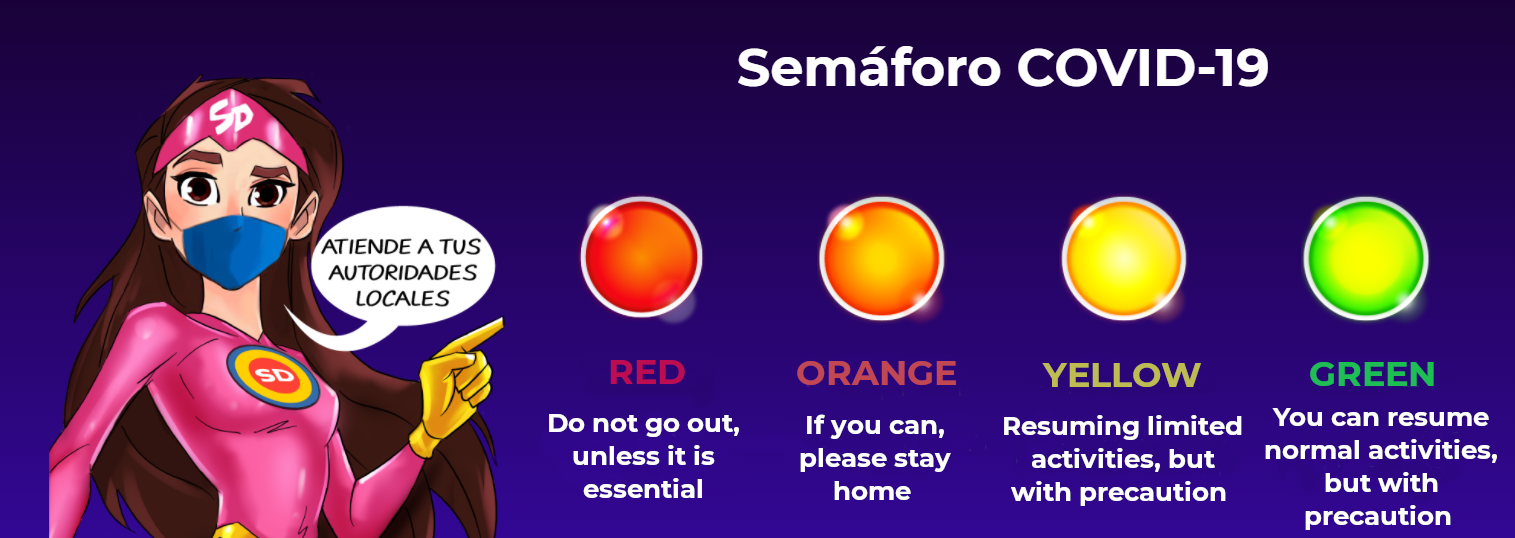 Semáforo COVID-19
SD
ATIENDE A TUS
AUTORIDADES
LOCALES
SD
RED
Do not go out,
unless it is
essential
ORANGE
If you can,
please stay
home
YELLOW
Resuming limited
activities, but
with precaution
GREEN
You can resume
normal activities,
but with
precaution